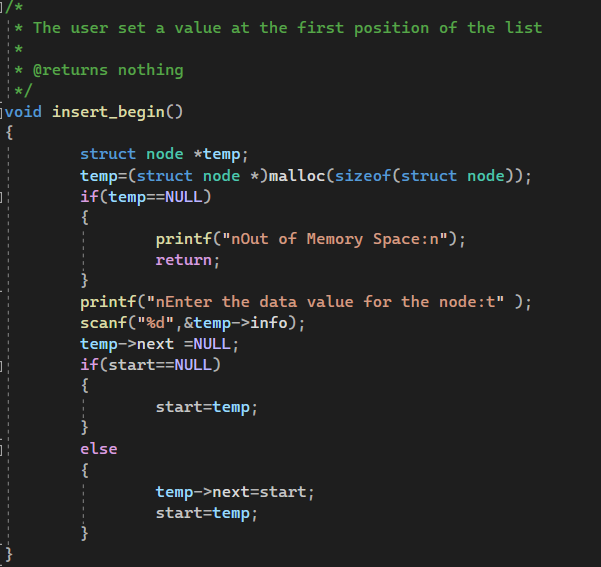 /*
* The user set a value at the first position of the list
*
* @returns nothing
*/
void insert_begin()
{
struct node *temp;
temp=(struct node *)malloc(sizeof(struct node));
if(temp==NULL)
{
printf("nOut of Memory Space:n");
return;
}
printf("nEnter the data value for the node:t" );
scanf("%d",&temp->info);
temp->next =NULL;
if(start==NULL)
{
start=temp;
}
else
{
temp->next=start;
start=temp;
}
}